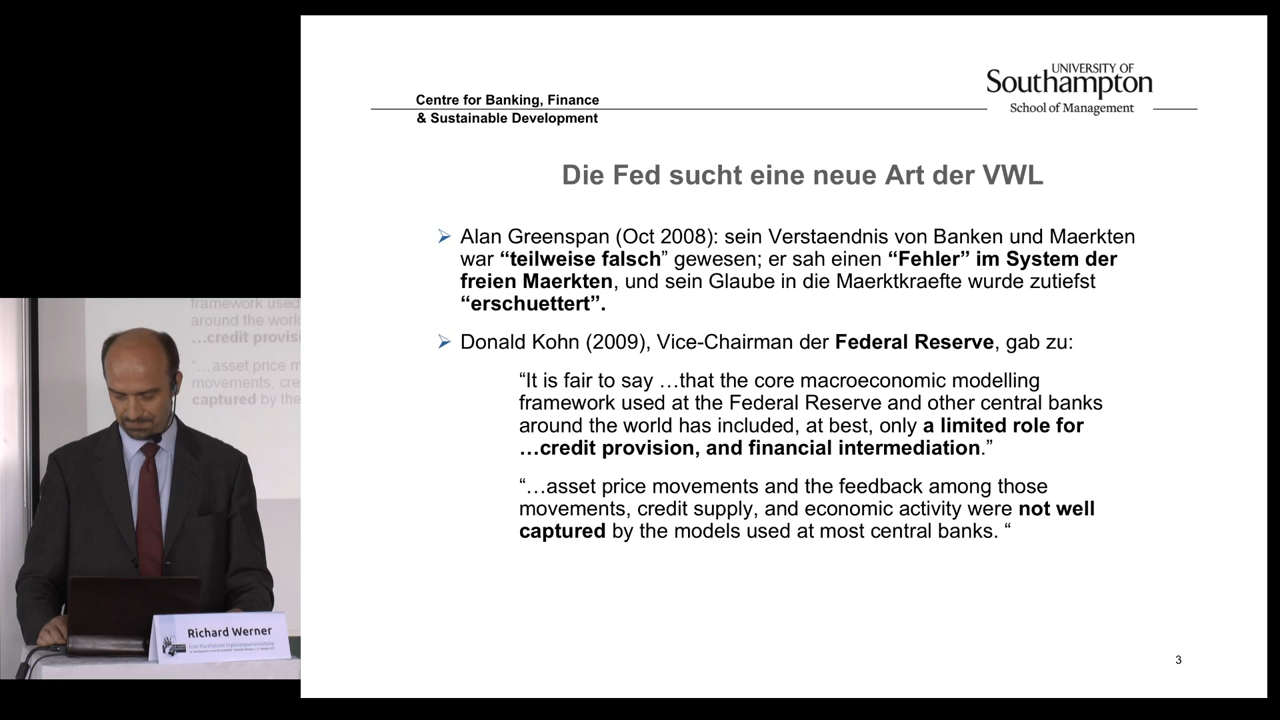 Centre for Banking, Finance
& Sustainable Development
UNIVERSITY OF
Southampton
School of Management
Die Fed sucht eine neue Art der VWL
Alan Greenspan (Oct 2008): sein Verstaendnis von Banken und Maerkten
war “teilweise falsch” gewesen; er sah einen “Fehler” im System der
freien Maerkten, und sein Glaube in die Maerktkraefte wurde zutiefst
“erschuettert”.
Donald Kohn (2009), Vice-Chairman der Federal Reserve, gab zu:
“It is fair to say …that the core macroeconomic modelling
framework used at the Federal Reserve and other central banks
around the world has included, at best, only a limited role for
…credit provision, and financial intermediation.”
“…asset price movements and the feedback among those
movements, credit supply, and economic activity were not well
captured by the models used at most central banks. “
3
framework used
around the worl
…credit provis
“…asset price m
movements, cre
captured by the
Richard Werner